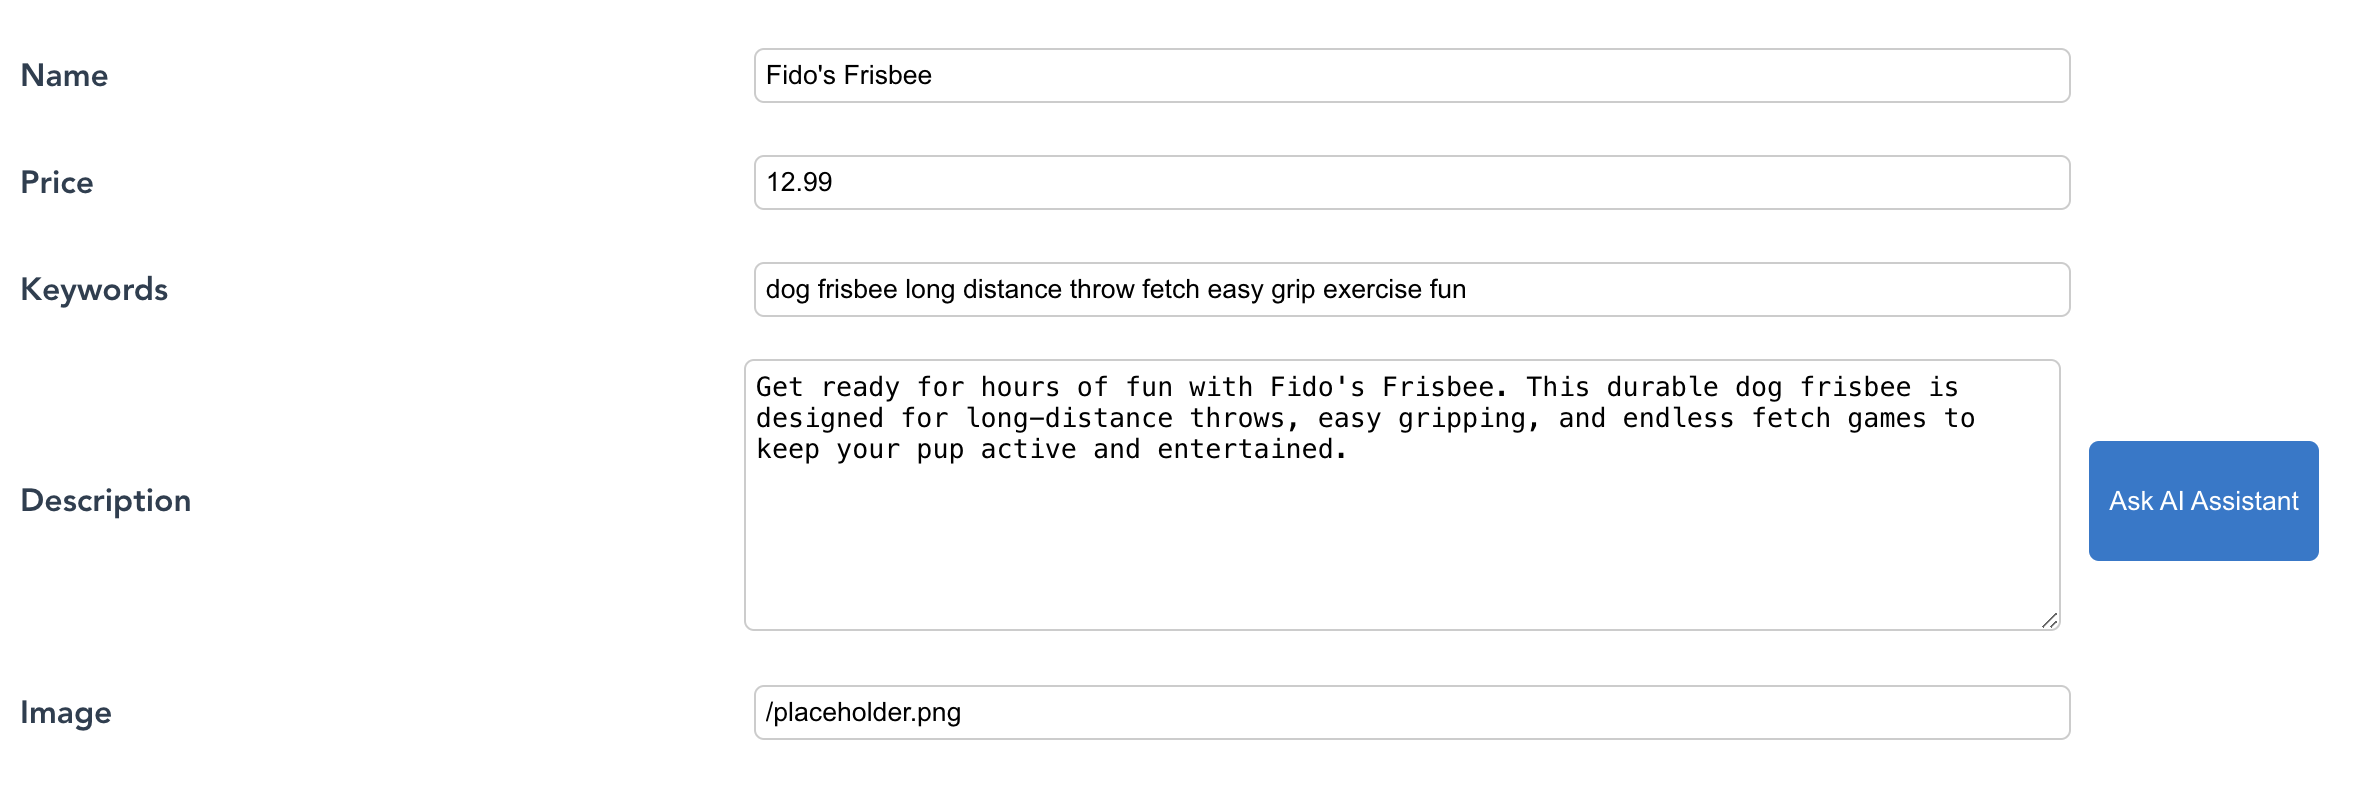 Name
Fido's Frisbee
Price
12.99
Keywords
dog frisbee long distance throw fetch easy grip exercise fun
Description
Get ready for hours of fun with Fido's Frisbee. This durable dog frisbee is
designed for long-distance throws, easy gripping, and endless fetch games to
keep your pup active and entertained.
Ask AI Assistant
Image
/placeholder.png